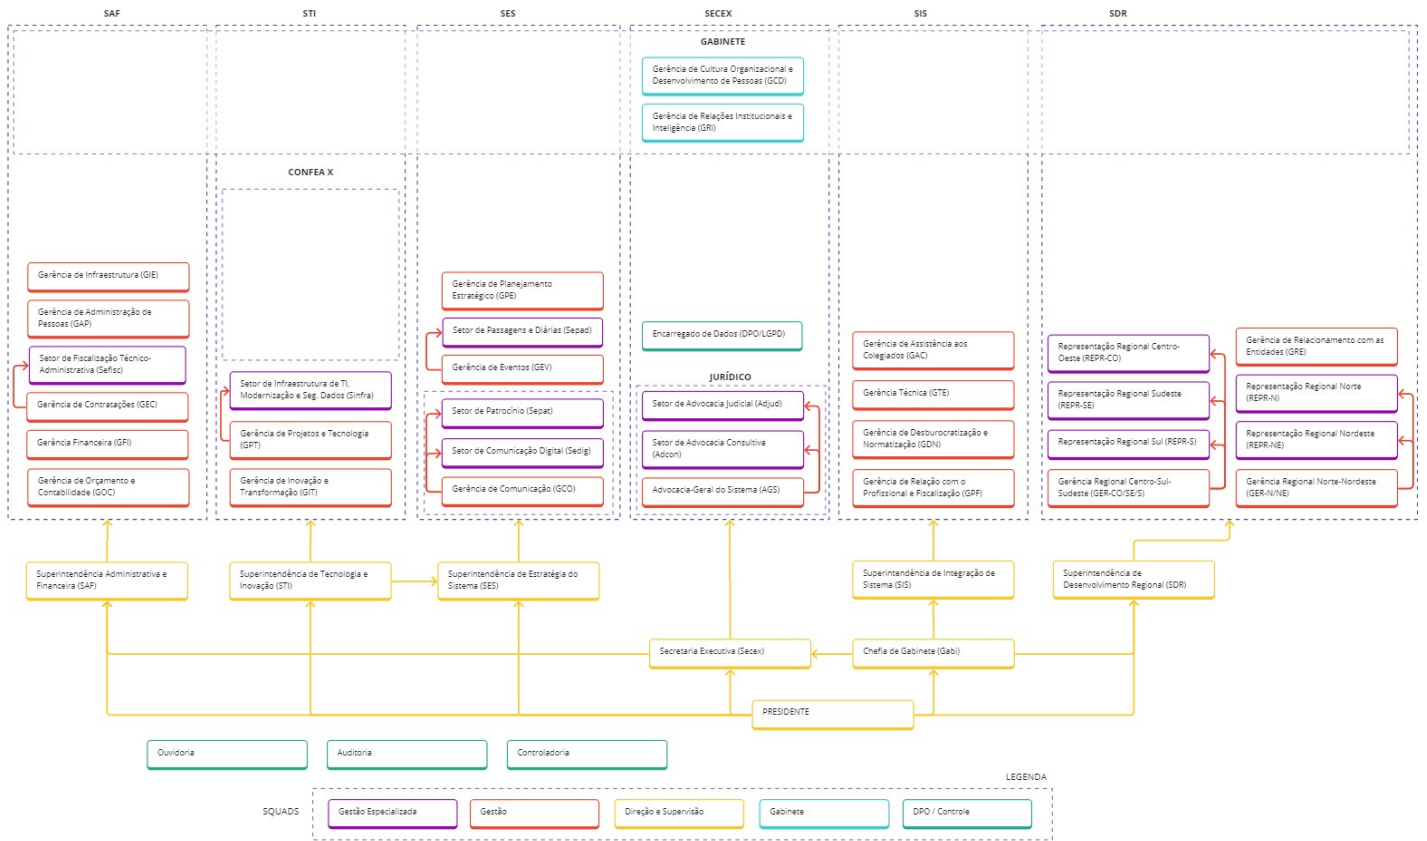 SAF
STI
SES
SECEX
SIS
SDR
GABINETE
Gerência de Cultura Organizacional e
Desenvolvimento de Pessoas (GCD)
Gerência de Relações Institucionais e
Inteligência (GRI)
CONFEA X
Gerência de Infraestrutura (GIE)
Gerência de Administração de
Pessoas (GAP)
Setor de Fiscalização Técnico-
Administrativa (Sefisc)
Gerência de Contratações (GEC)
Gerência Financeira (GFI)
Gerência de Orçamento e
Contabilidade (GOC)
Setor de Infraestrutura de TI,
Modernização e Seg. Dados (Sinfra)
Gerência de Projetos e Tecnologia
(GPT)
Gerência de Inovação e
Transformação (GIT)
Gerência de Planejamento
Estratégico (GPE)
Setor de Passagens e Diárias (Sepad)
Gerência de Eventos (GEV)
Setor de Patrocínio (Sepat)
Setor de Comunicação Digital (Sedig)
Gerência de Comunicação (GCO)
Encarregado de Dados (DPO/LGPD)
JURÍDICO
Setor de Advocacia Judicial (Adjud)
Setor de Advocacia Consultiva
(Adcon)
Advocacia-Geral do Sistema (AGS)
Gerência de Assistência aos
Colegiados (GAC)
Gerência Técnica (GTE)
Gerência de Desburocratização e
Normatização (GDN)
Gerência de Relação com o
Profissional e Fiscalização (GPF)
Representação Regional Centro-
Oeste (REPR-CO)
Representação Regional Sudeste
(REPR-SE)
Representação Regional Sul (REPR-S)
Gerência Regional Centro-Sul-
Sudeste (GER-CO/SE/S)
Gerência de Relacionamento com as
Entidades (GRE)
Representação Regional Norte
(REPR-N)
Representação Regional Nordeste
(REPR-NE)
Gerência Regional Norte-Nordeste
(GER-N/NE)
Superintendência Administrativa e
Financeira (SAF)
Superintendência de Tecnologia e
Inovação (STI)
Superintendência de Estratégia do
Sistema (SES)
Superintendência de Integração de
Sistema (SIS)
Superintendência de
Desenvolvimento Regional (SDR)
Secretaria Executiva (Secex)
Chefia de Gabinete (Gabi)
PRESIDENTE
Ouvidoria
Auditoria
Controladoria
LEGENDA
SQUADS
Gestão Especializada
Gestão
Direção e Supervisão
Gabinete
DPO / Controle